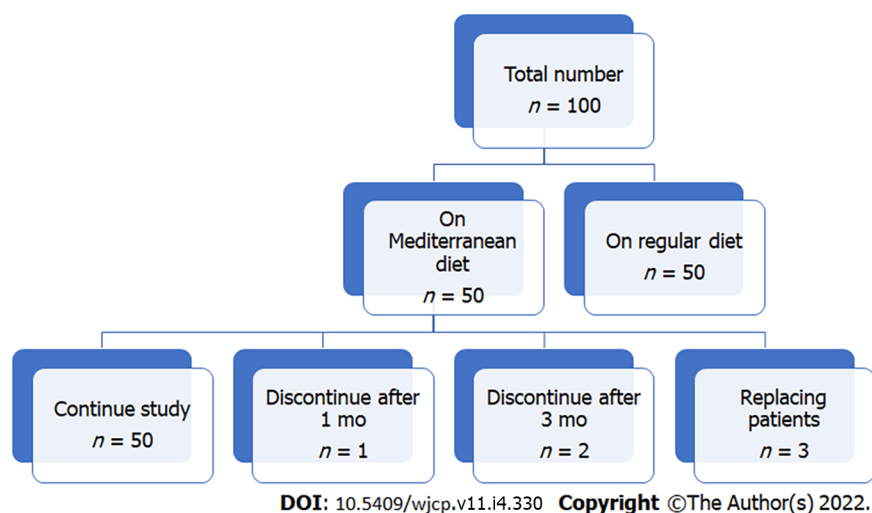 Total number
n = 100
On
Mediterranean
diet
n = 50
On regular diet
n = 50
Continue study
n = 50
Discontinue after
1 mo
n = 1
Discontinue after
3 mo
n = 2
Replacing
patients
n = 3
DOI: 10.5409/wjcp.v11.i4.330 Copyright ©The Author(s) 2022.